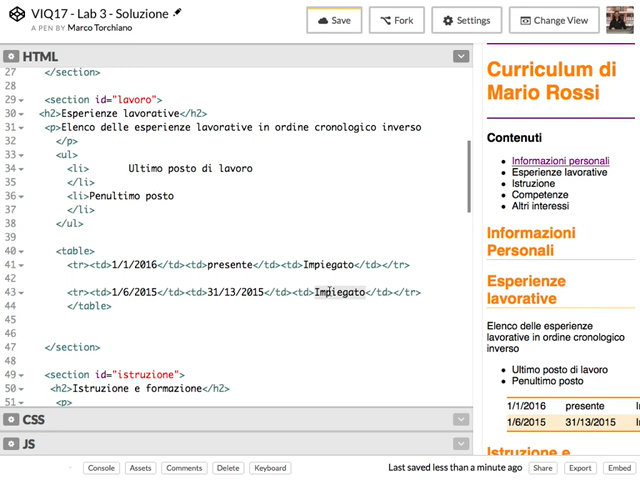 VIQ17 - Lab 3 - Soluzione
A PEN BY Marco Torchiano
Save
Fork
Settings
Change View
HTML
27 </section>
28
29 <section id="lavoro">
30 <h2>Esperienze lavorative</h2>
31 <p>Elenco delle esperienze lavorative in ordine cronologico inverso
32 </p>
33 <ul>
34 <li> Ultimo posto di lavoro
35 </li>
36 <li>Penultimo posto
37 </li>
38 </ul>
39
40 <table>
41 <tr><td>1/1/2016</td><td>presente</td><td>Impiegato</td></tr>
42
43 <tr><td>1/6/2015</td><td>31/13/2015</td><td>Impiegato</td></tr>
44 </table>
45
46
47 </section>
48
49 <section id="istruzione">
50 <h2>Istruzione e formazione</h2>
51 <p>
CSS
JS
Curriculum di
Mario Rossi
Contenuti
Informazioni personali
Esperienze lavorative
Istruzione
Competenze
Altri interessi
Informazioni
Personali
Esperienze
lavorative
Elenco delle esperienze
lavorative in ordine cronologico
inverso
Ultimo posto di lavoro
Penultimo posto
1/1/2016 presente
1/6/2015 31/13/2015
Istruzione e
Console Assets Comments Delete Keyboard
Last saved less than a minute ago Share Export Embed